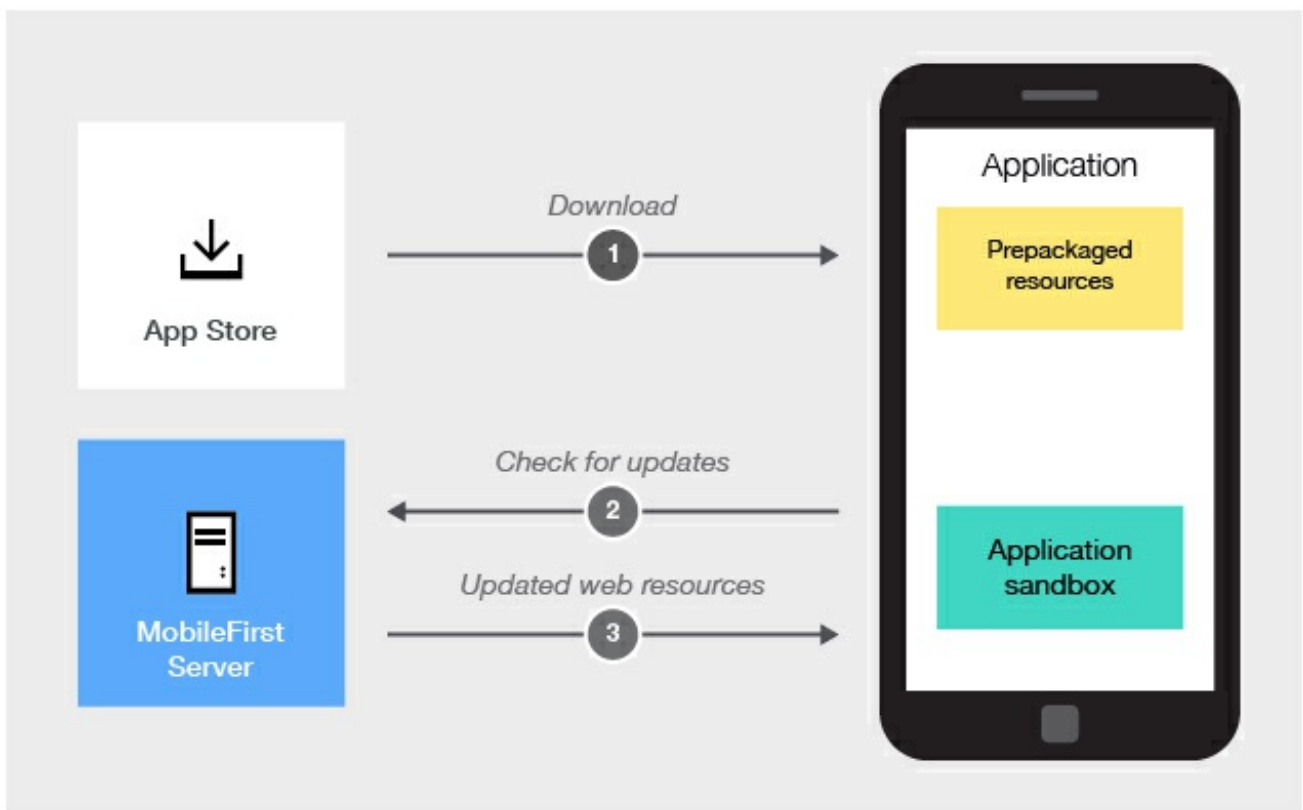 App Store
Download
1
Application
Prepackaged
resources
MobileFirst
Server
Check for updates
2
Updated web resources
3
Application
sandbox